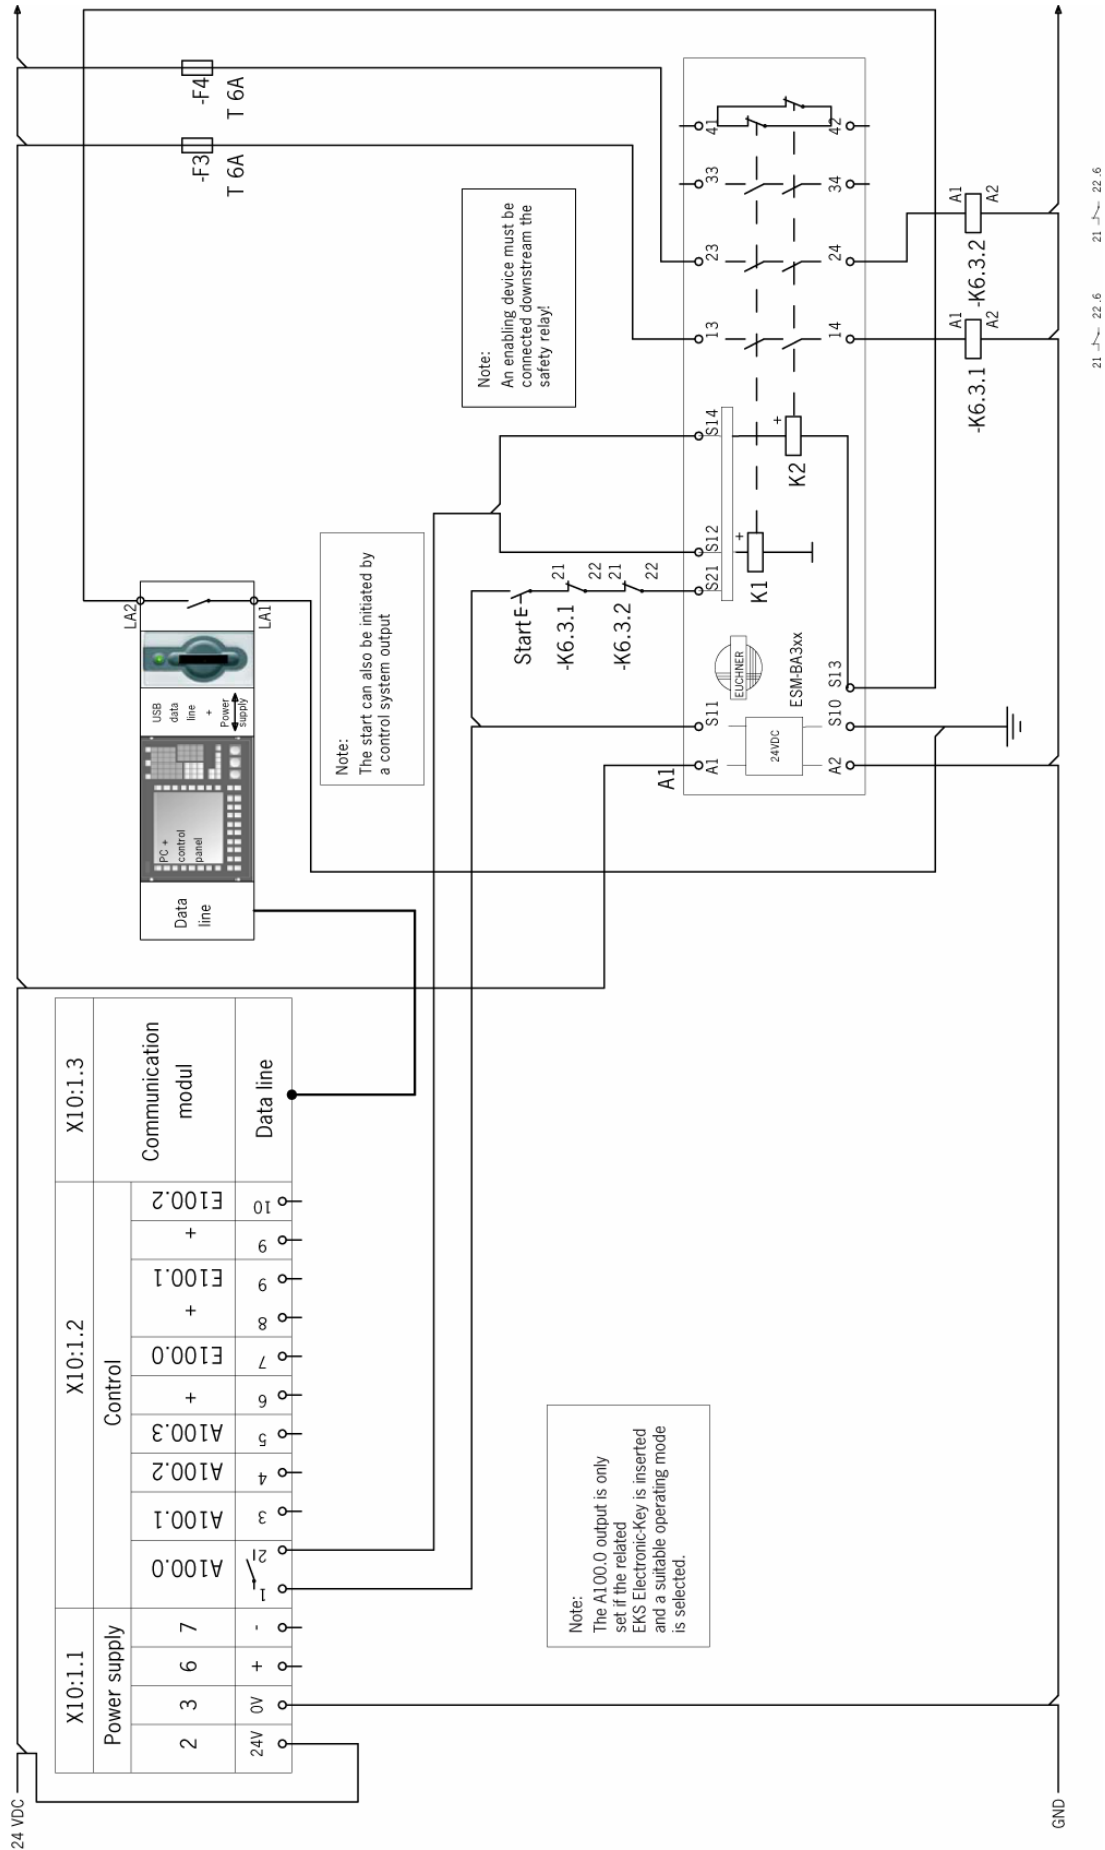 24 VDC
GND
X10:1.1
Power supply
2
3
6
7
24V
0V
+
-
X10:1.2
Control
A100.0
A100.1
A100.2
A100.3
+
E100.0
+
E100.1
+
E100.2
1
2
3
4
5
6
7
8
9
9
10
X10:1.3
Communication
modul
Data line
Data
line
PC +
control
panel
USB
data
line
+
Power
supply
LA2
LA1
-F3
T 6A
-F4
T 6A
Note:
The A100.0 output is only
set if the related
EKS Electronic-Key is inserted
and a suitable operating mode
is selected.
Note:
The start can also be initiated by
a control system output
Note:
An enabling device must be
connected downstream the
safety relay!
Start E
-K6.3.1
21
22
-K6.3.2
21
22
A1
A1
S11
S21
S12
S14
13
23
33
41
24VDC
EUCHNER
ESM-BA3xx
K1
+
K2
+
A2
S10
S13
14
24
34
42
-K6.3.1
A1
A2
-K6.3.2
A1
A2
21
22 .6
21
22 .6